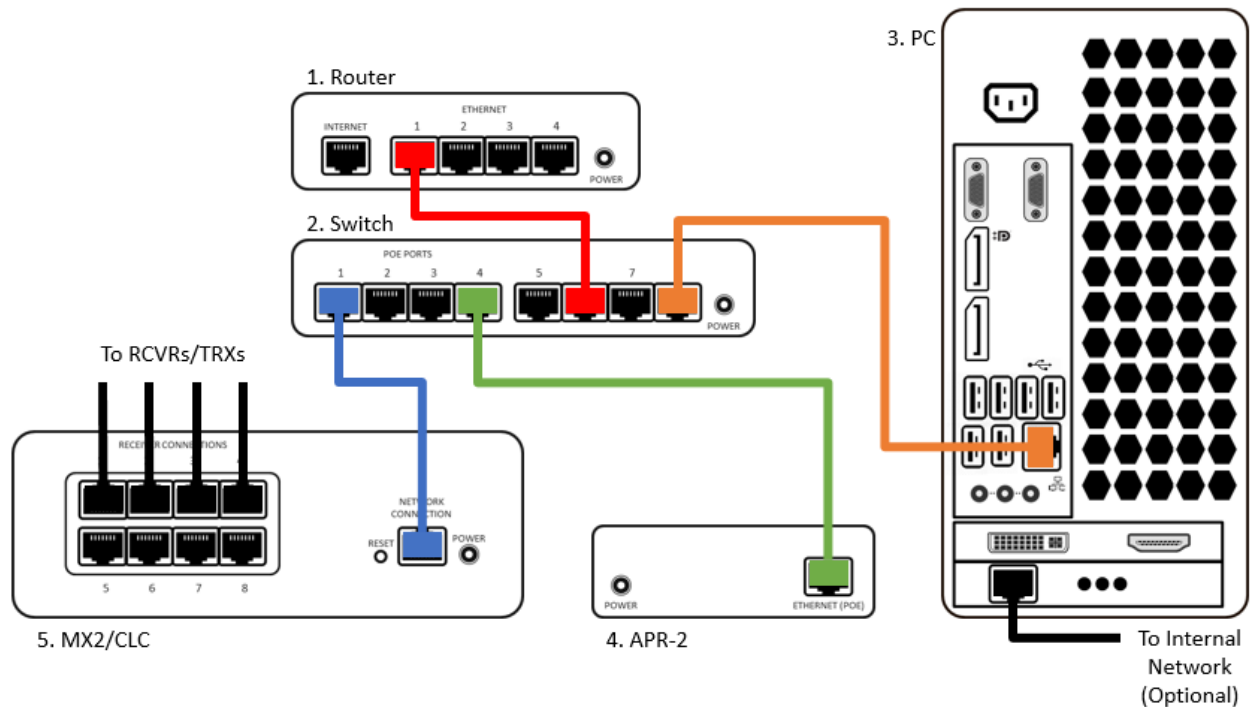 3. PC
1. Router
ETHERNET
INTERNET
1 2 3 4
POWER
2. Switch
POE PORTS
1 2 3 4 5 7
POWER
To RCVRs/TRXs
RECEIVER CONNECTIONS
NETWORK
CONNECTION
RESET
POWER
5 6 7 8
5. MX2/CLC
POWER
ETHERNET (POE)
4. APR-2
To Internal
Network
(Optional)